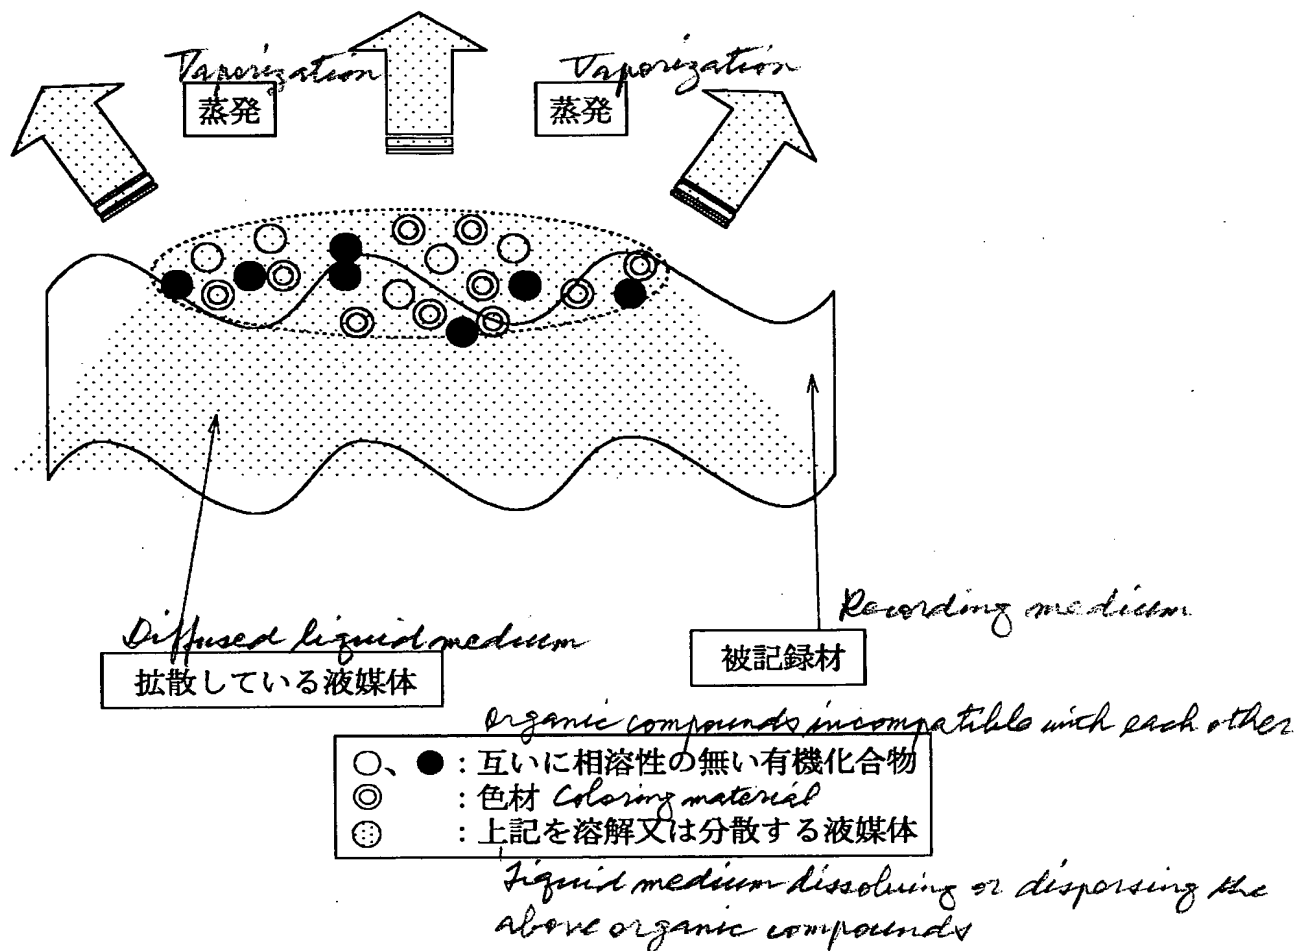 Vaporization
蒸発
Vaporization
蒸発
Diffused liquid medium
拡散している液媒体
Recording medium
被記録材
organic compounds incompatible with each other
○、●：互いに相溶性の無い有機化合物
◎：色材 Coloring material
：上記を溶解又は分散する液媒体
Liquid medium dissolving or dispersing the
above organic compounds